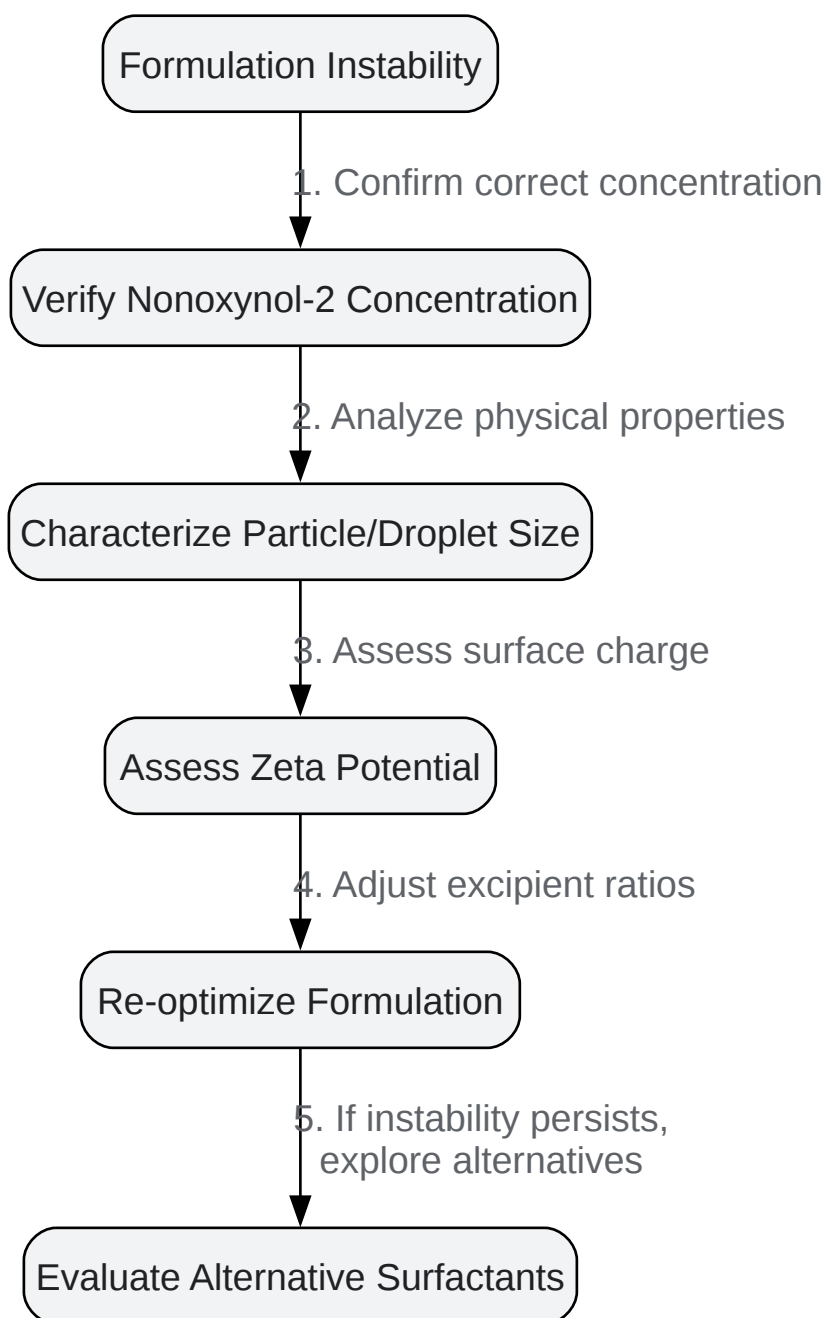 Formulation Instability
1. Confirm correct concentration
Verify Nonoxynol-2 Concentration
2. Analyze physical properties
Characterize Particle/Droplet Size
3. Assess surface charge
Assess Zeta Potential
4. Adjust excipient ratios
Re-optimize Formulation
5. If instability persists,
explore alternatives
Evaluate Alternative Surfactants